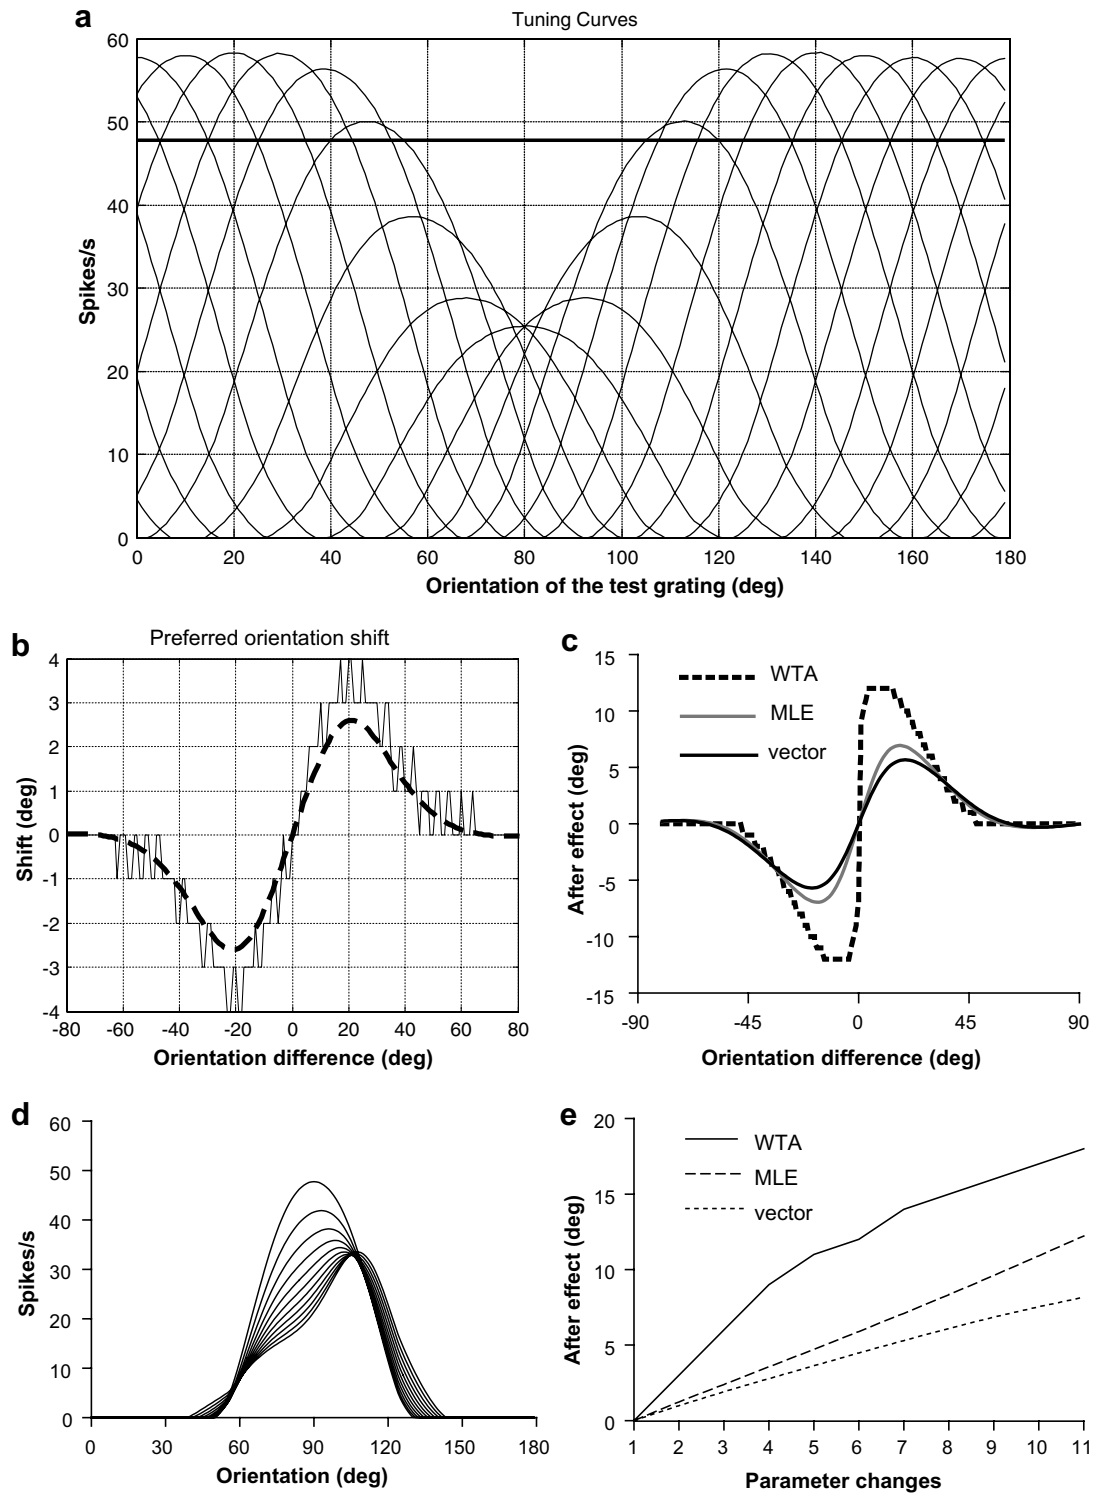 a
Tuning Curves
60
50
40
30
20
10
0
Spikes/s
0 20 40 60 80 100 120 140 160 180
Orientation of the test grating (deg)
b
Preferred orientation shift
4
3
2
1
0
-1
-2
-3
-4
Shift (deg)
-80 -60 -40 -20 0 20 40 60 80
Orientation difference (deg)
c
15
10
5
0
-5
-10
-15
After effect (deg)
WTA
MLE
vector
-90 -45 0 45 90
Orientation difference (deg)
d
60
50
40
30
20
10
0
Spikes/s
0 30 60 90 120 150 180
Orientation (deg)
e
20
15
10
5
0
After effect (deg)
WTA
MLE
vector
1 2 3 4 5 6 7 8 9 10 11
Parameter changes